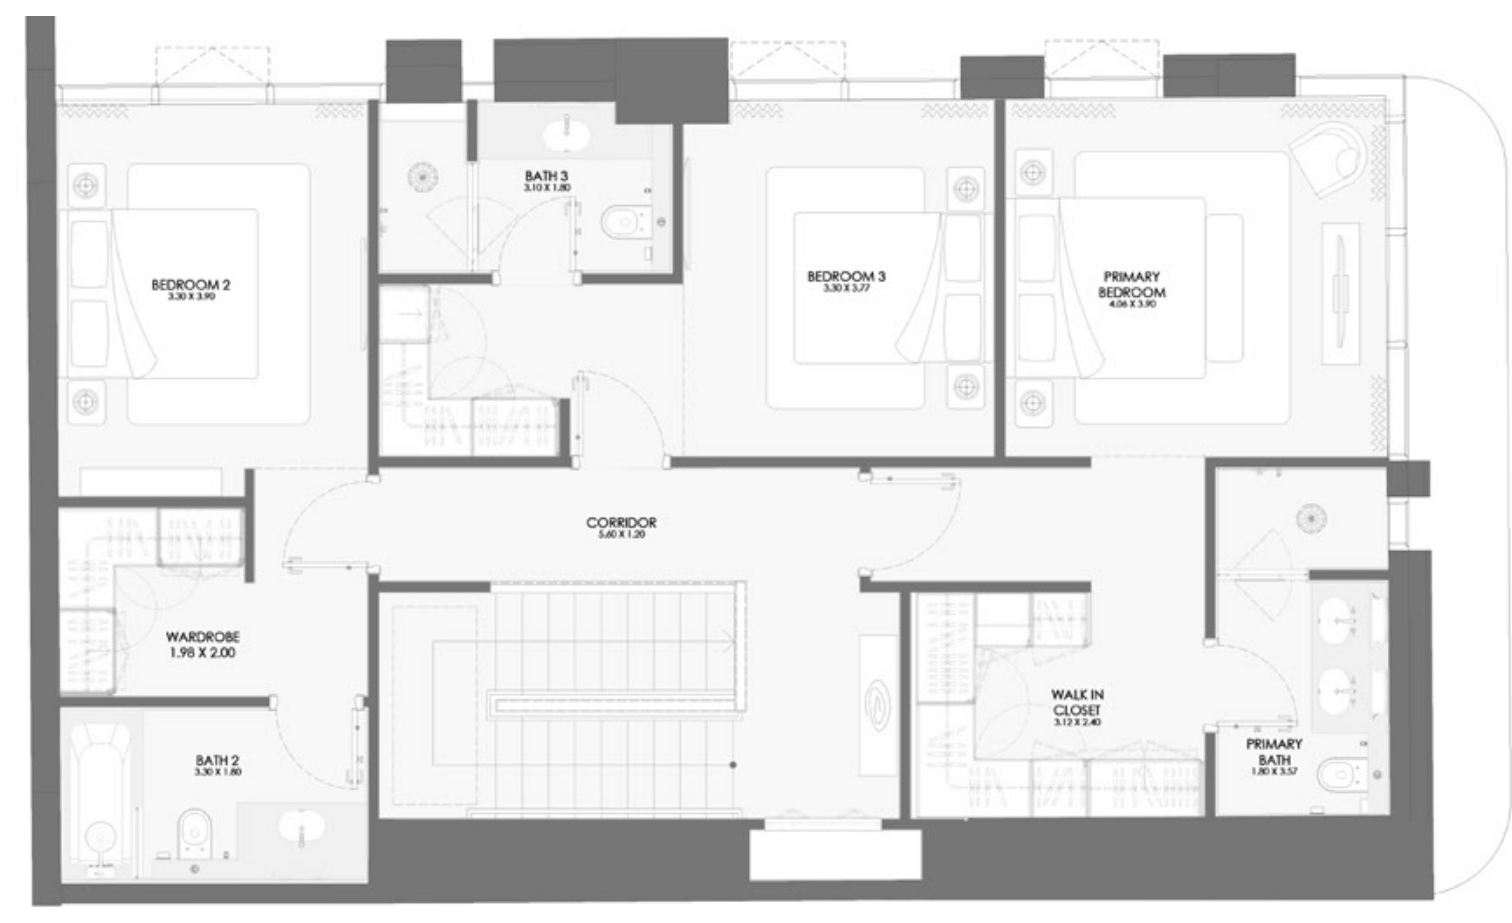 BATH 3
3.10 X 1.80
BEDROOM 2
3.30 X 3.90
BEDROOM 3
3.30 X 3.77
PRIMARY
BEDROOM
4.06 X 3.90
CORRIDOR
5.60 X 1.20
WARDROBE
1.98 X 2.00
WALK IN
CLOSET
3.12 X 2.40
BATH 2
3.30 X 1.80
PRIMARY
BATH
1.80 X 3.57